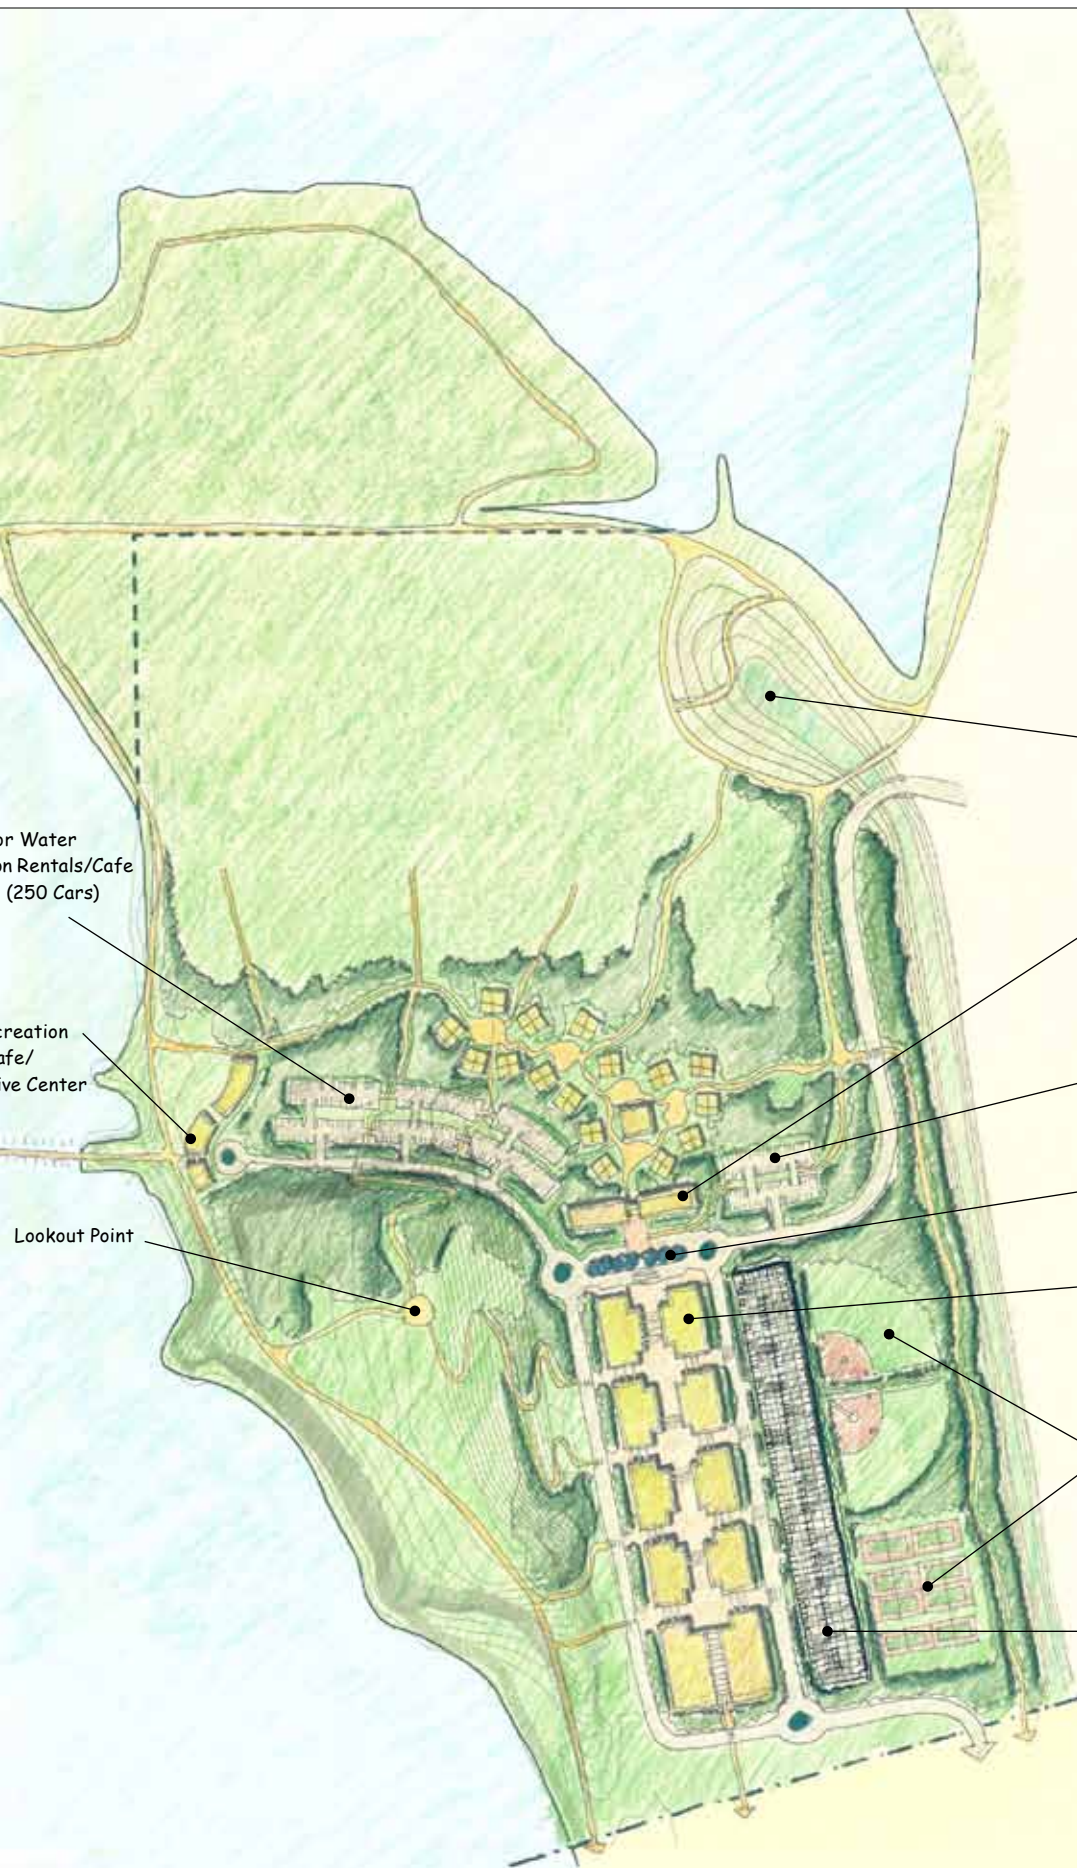 or Water
on Rentals/Cafe
(250 Cars)
creation
afe/
ive Center
Lookout Point